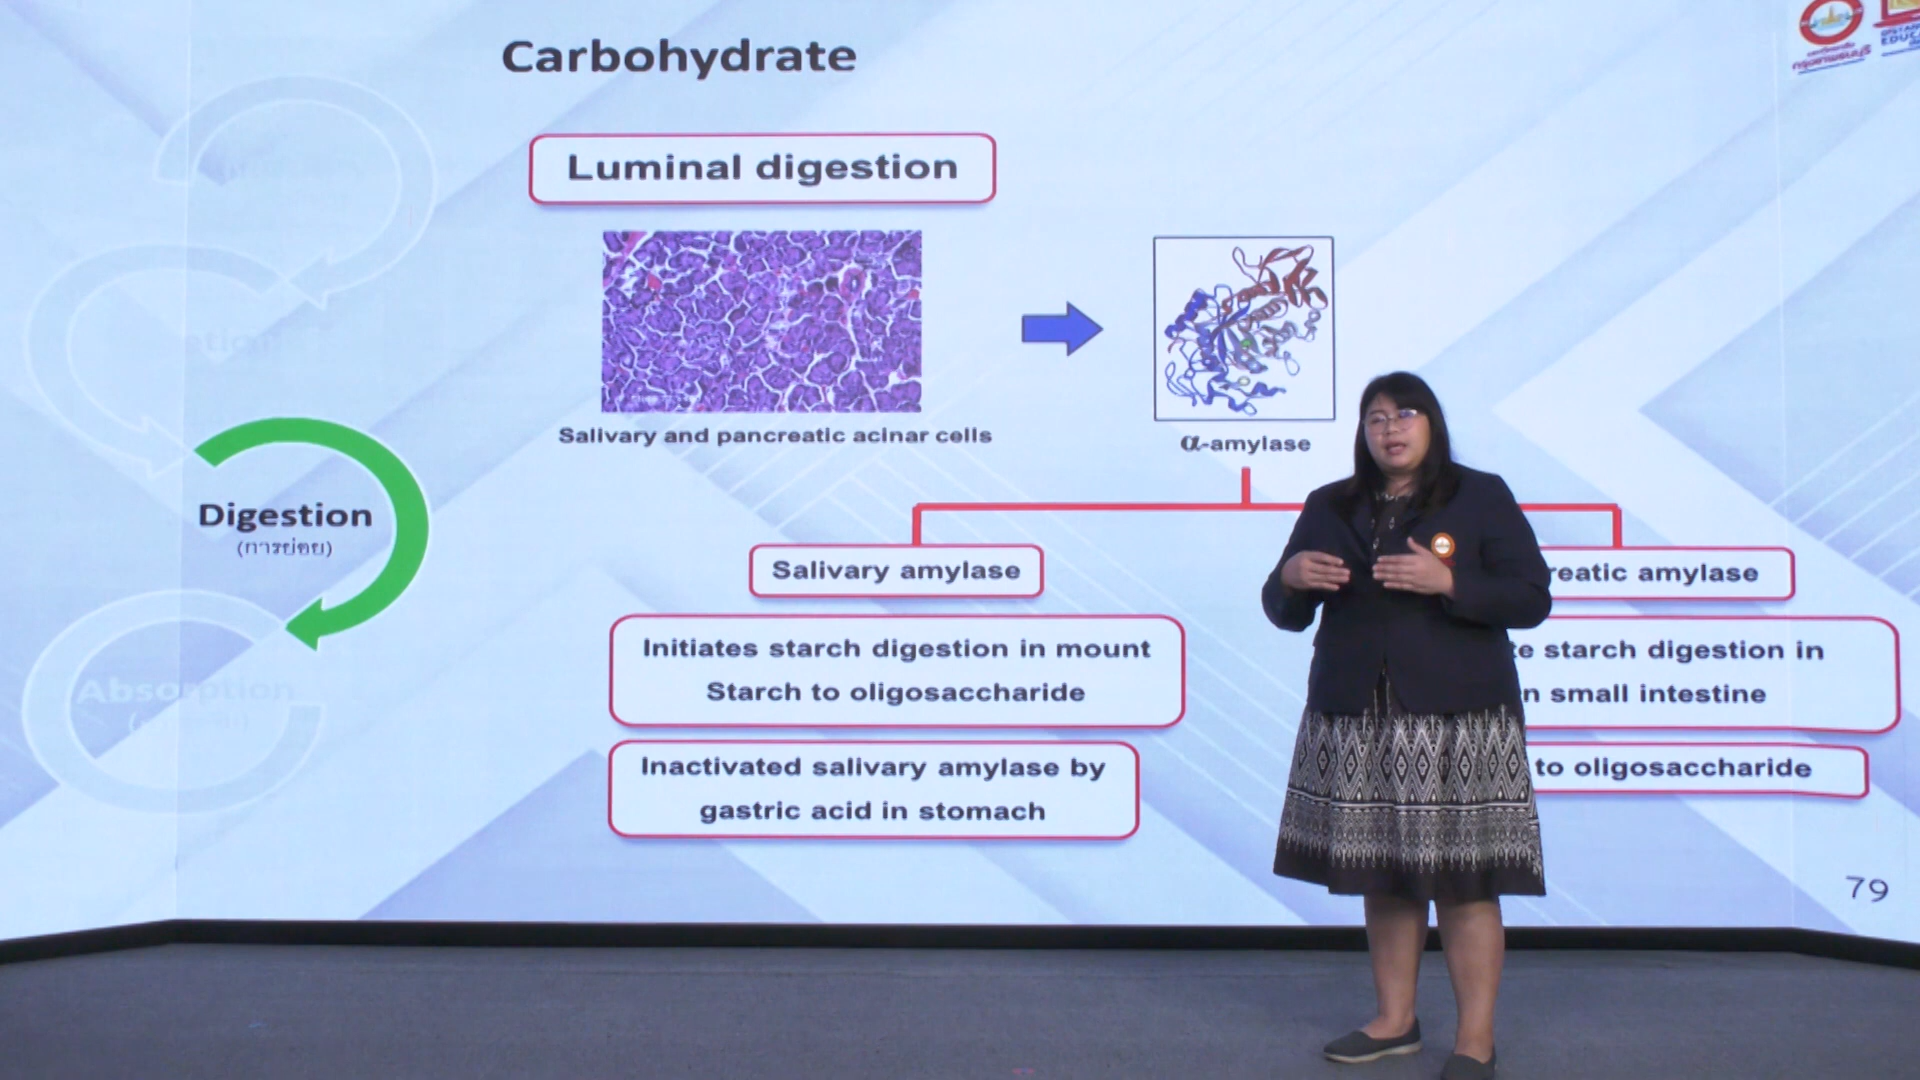 Carbohydrate
Luminal digestion
Salivary and pancreatic acinar cells
α-amylase
Digestion
(การย่อย)
Salivary amylase
reatic amylase
Initiates starch digestion in mount
Starch to oligosaccharide
te starch digestion in
n small intestine
Inactivated salivary amylase by
gastric acid in stomach
to oligosaccharide
Absorption
79